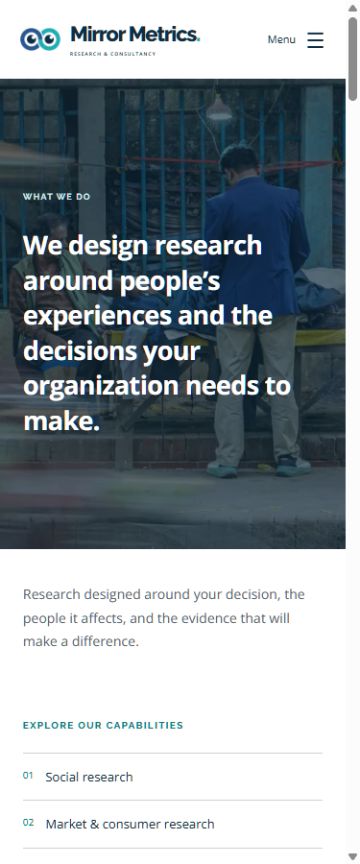 Mirror Metrics.
RESEARCH & CONSULTANCY
Menu
WHAT WE DO
We design research
around people’s
experiences and the
decisions your
organization needs to
make.
Research designed around your decision, the
people it affects, and the evidence that will
make a difference.
EXPLORE OUR CAPABILITIES
01 Social research
02 Market & consumer research